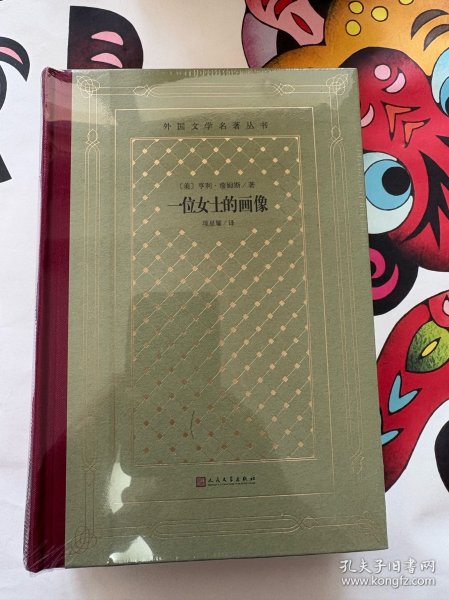 外国文学名著丛书
〔美〕亨利·詹姆斯/著
一位女士的画像
项星耀/译
人民文学出版社
孔夫子旧书网
www.kongfz.com